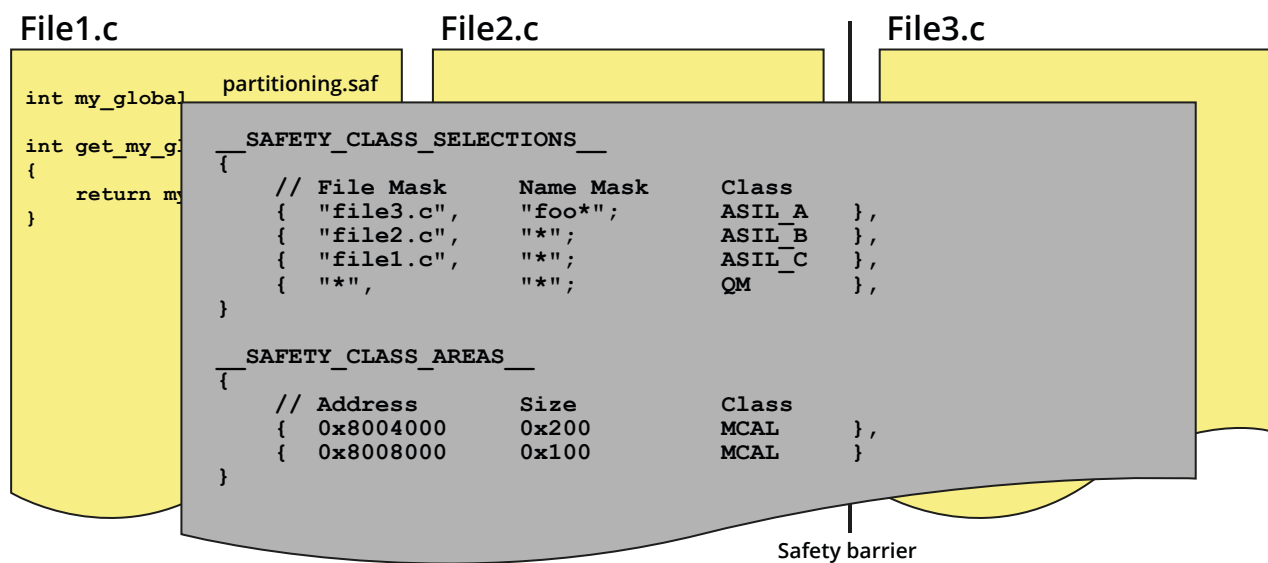 File1.c
File2.c
File3.c
int my_global
int get_my_gl
{
return my
}
partitioning.saf
__SAFETY_CLASS_SELECTIONS__
{
// File Mask Name Mask Class
{ "file3.c", "foo*"; ASIL_A },
{ "file2.c", "*"; ASIL_B },
{ "file1.c", "*"; ASIL_C },
{ "*", "*"; QM },
}
__SAFETY_CLASS_AREAS__
{
// Address Size Class
{ 0x8004000 0x200 MCAL },
{ 0x8008000 0x100 MCAL }
}
Safety barrier